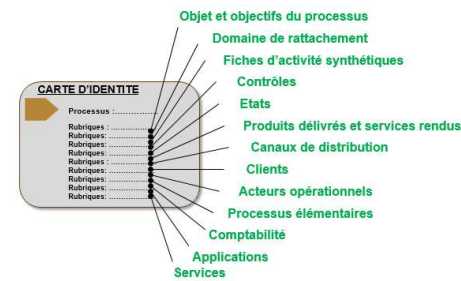 Objet et objectifs du processus
Domaine de rattachement
Fiches d'activité synthétiques
Contrôles
Etats
Produits délivrés et services rendus
Canaux de distribution
Clients
Acteurs opérationnels
Processus élémentaires
Comptabilité
Applications
Services
CARTE D'IDENTITE
Processus :..................
Rubriques : ..................
Rubriques: ..................
Rubriques: ..................
Rubriques: ..................
Rubriques : ..................
Rubriques: ..................
Rubriques: ..................
Rubriques: ..................
Rubriques: ..................